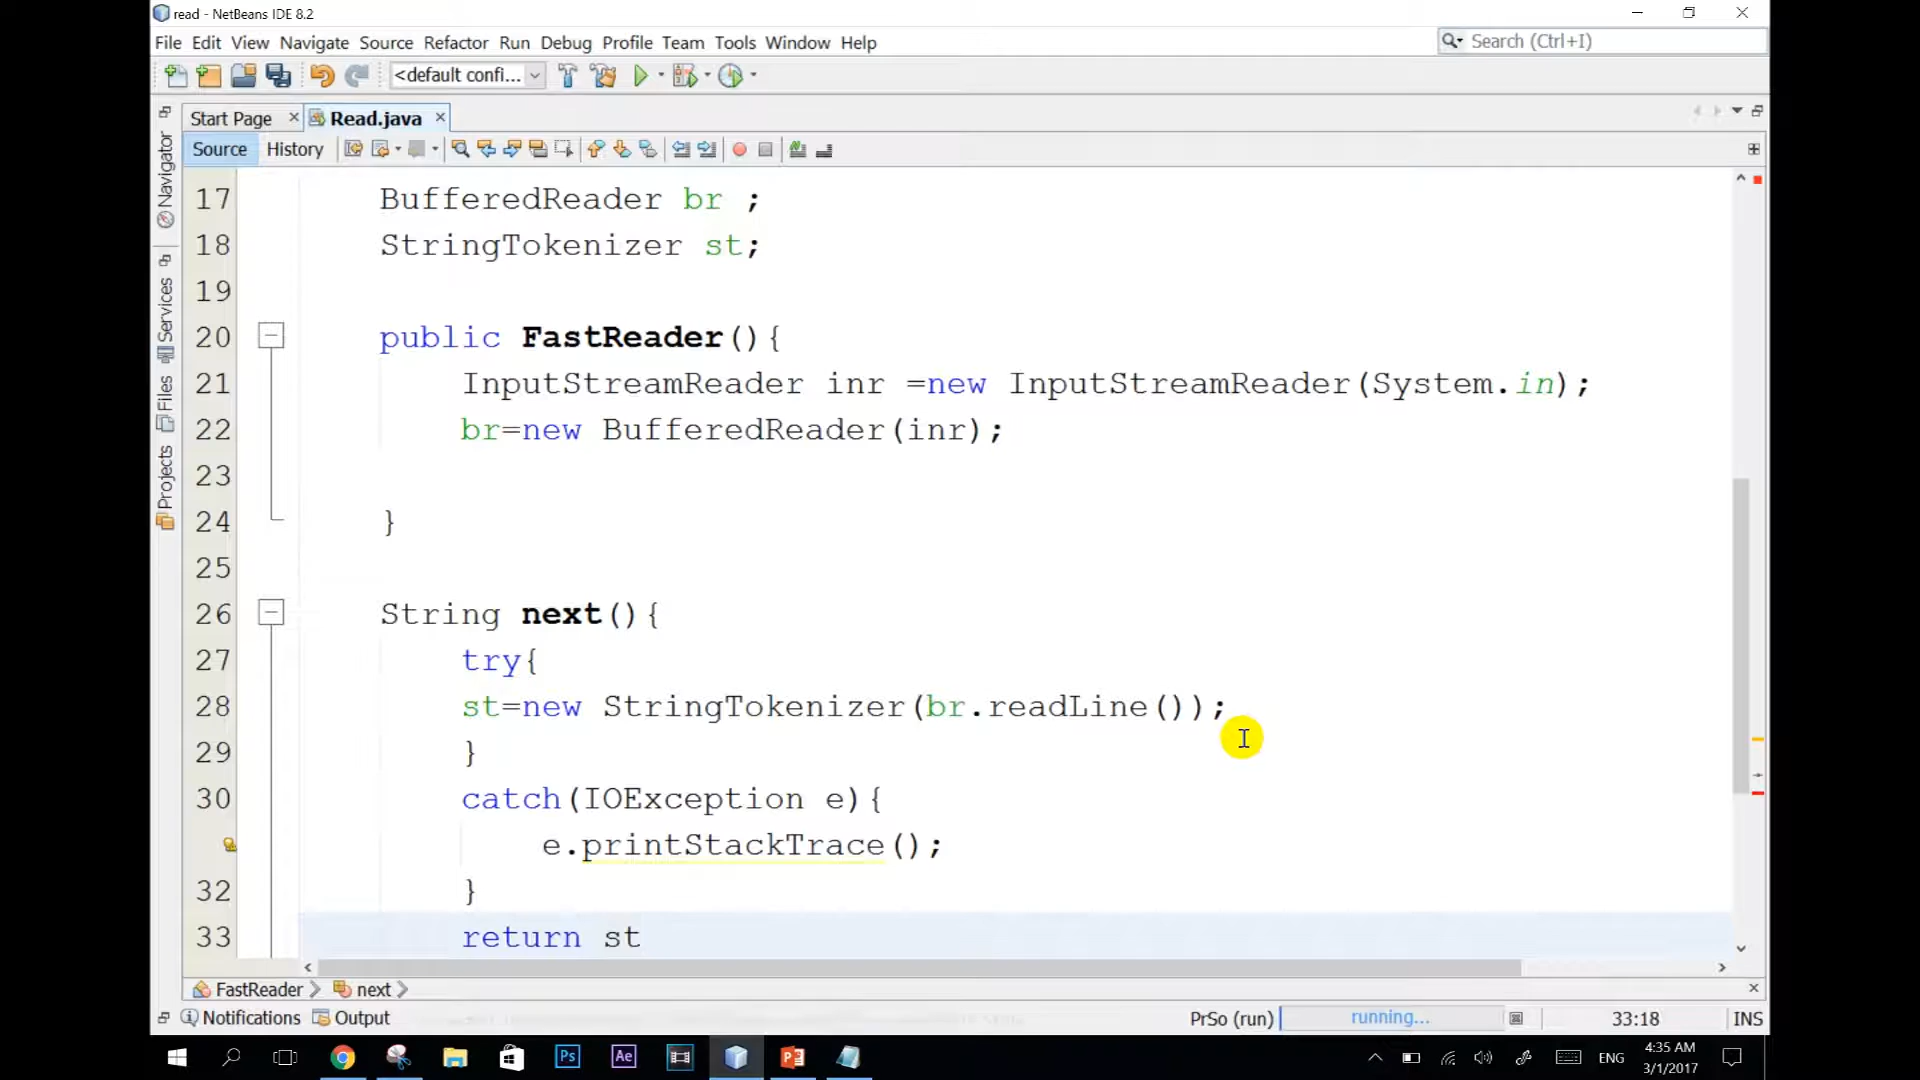 read - NetBeans IDE 8.2
File Edit View Navigate Source Refactor Run Debug Profile Team Tools Window Help
Search (Ctrl+I)
<default confi...
Start Page
Read.java
Source History
Navigator
Services
Files
Projects
17 BufferedReader br ;
18 StringTokenizer st;
19
20 public FastReader(){
21 InputStreamReader inr =new InputStreamReader(System.in);
22 br=new BufferedReader(inr);
23
24 }
25
26 String next(){
27 try{
28 st=new StringTokenizer(br.readLine());
29 }
30 catch(IOException e){
e.printStackTrace();
32 }
33 return st
FastReader next
Notifications Output
PrSo (run) running... 33:18 INS
Ps Ae
ENG
4:35 AM
3/1/2017